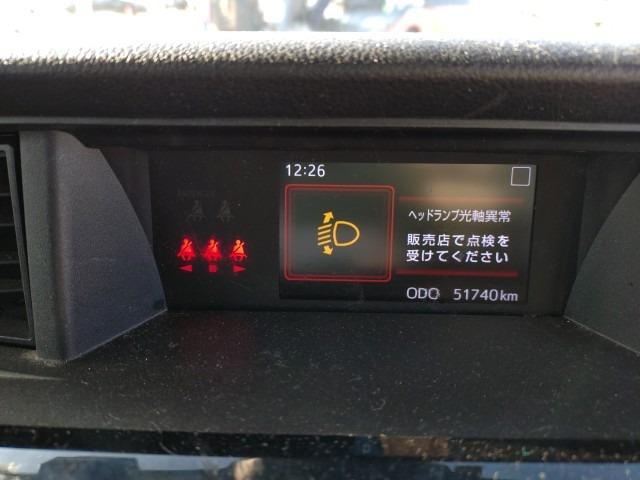 12:26
ヘッドランプ光軸異常
販売店で点検を
受けてください
ODO 51740km